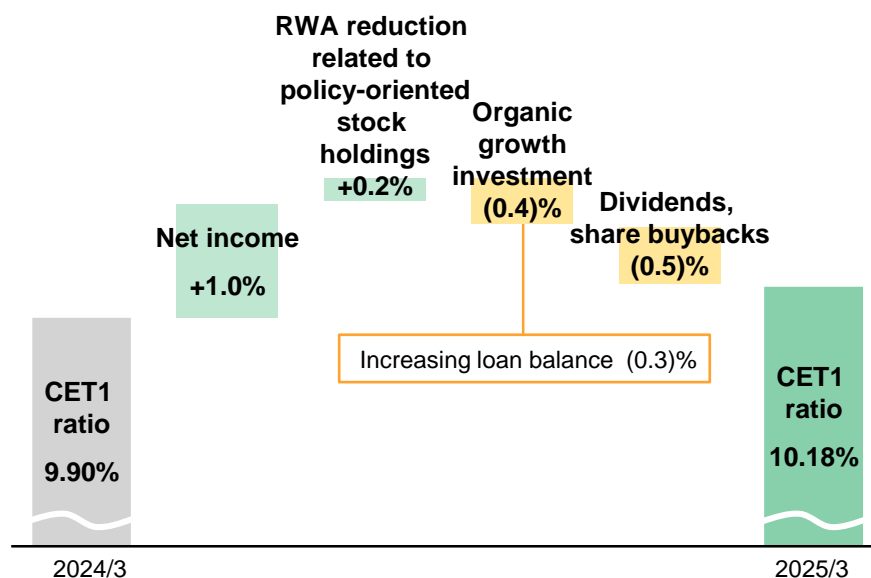 RWA reduction
related to
policy-oriented
stock
holdings
+0.2%
Organic
growth
investment
(0.4)%
Dividends,
share buybacks
(0.5)%
Net income
+1.0%
Increasing loan balance (0.3)%
CET1
ratio
9.90%
CET1
ratio
10.18%
2024/3
2025/3